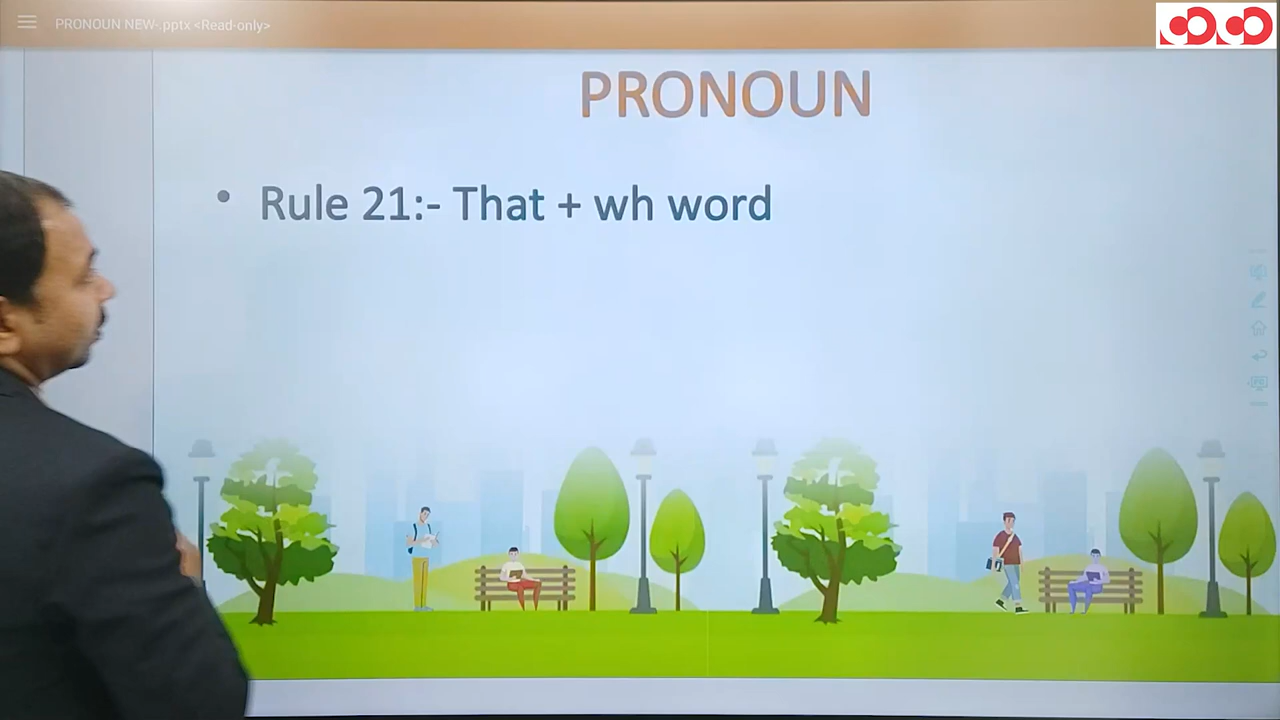 PRONOUN NEW-.pptx <Read-only>
PRONOUN
• Rule 21:- That + wh word